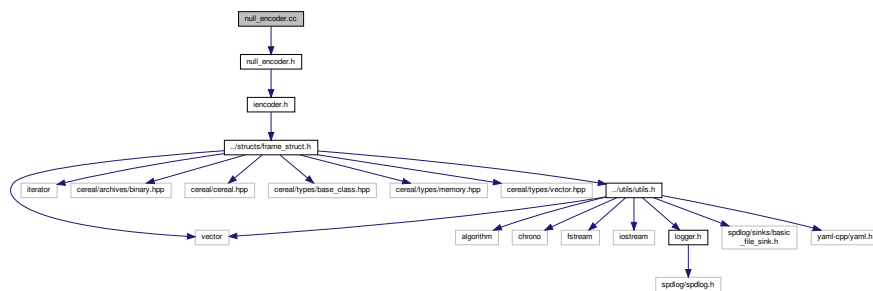 null_encoder.cc
null_encoder.h
iencoder.h
../structs/frame_struct.h
iterator
cereal/archives/binary.hpp
cereal/cereal.hpp
cereal/types/base_class.hpp
cereal/types/memory.hpp
cereal/types/vector.hpp
../utils/utils.h
vector
algorithm
chrono
fstream
iostream
logger.h
spdlog/sinks/basic
_file_sink.h
yaml-cpp/yaml.h
spdlog/spdlog.h